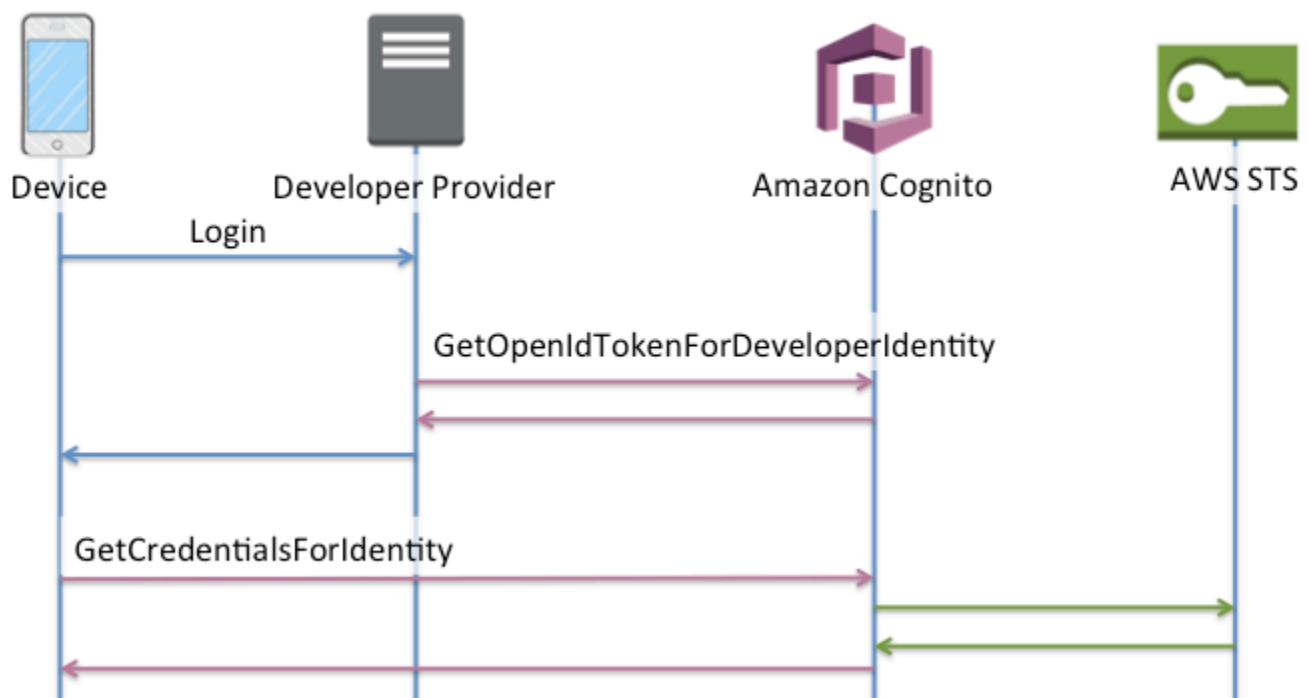 Device
Developer Provider
Amazon Cognito
AWS STS
Login
GetOpenIdTokenForDeveloperIdentity
GetCredentialsForIdentity